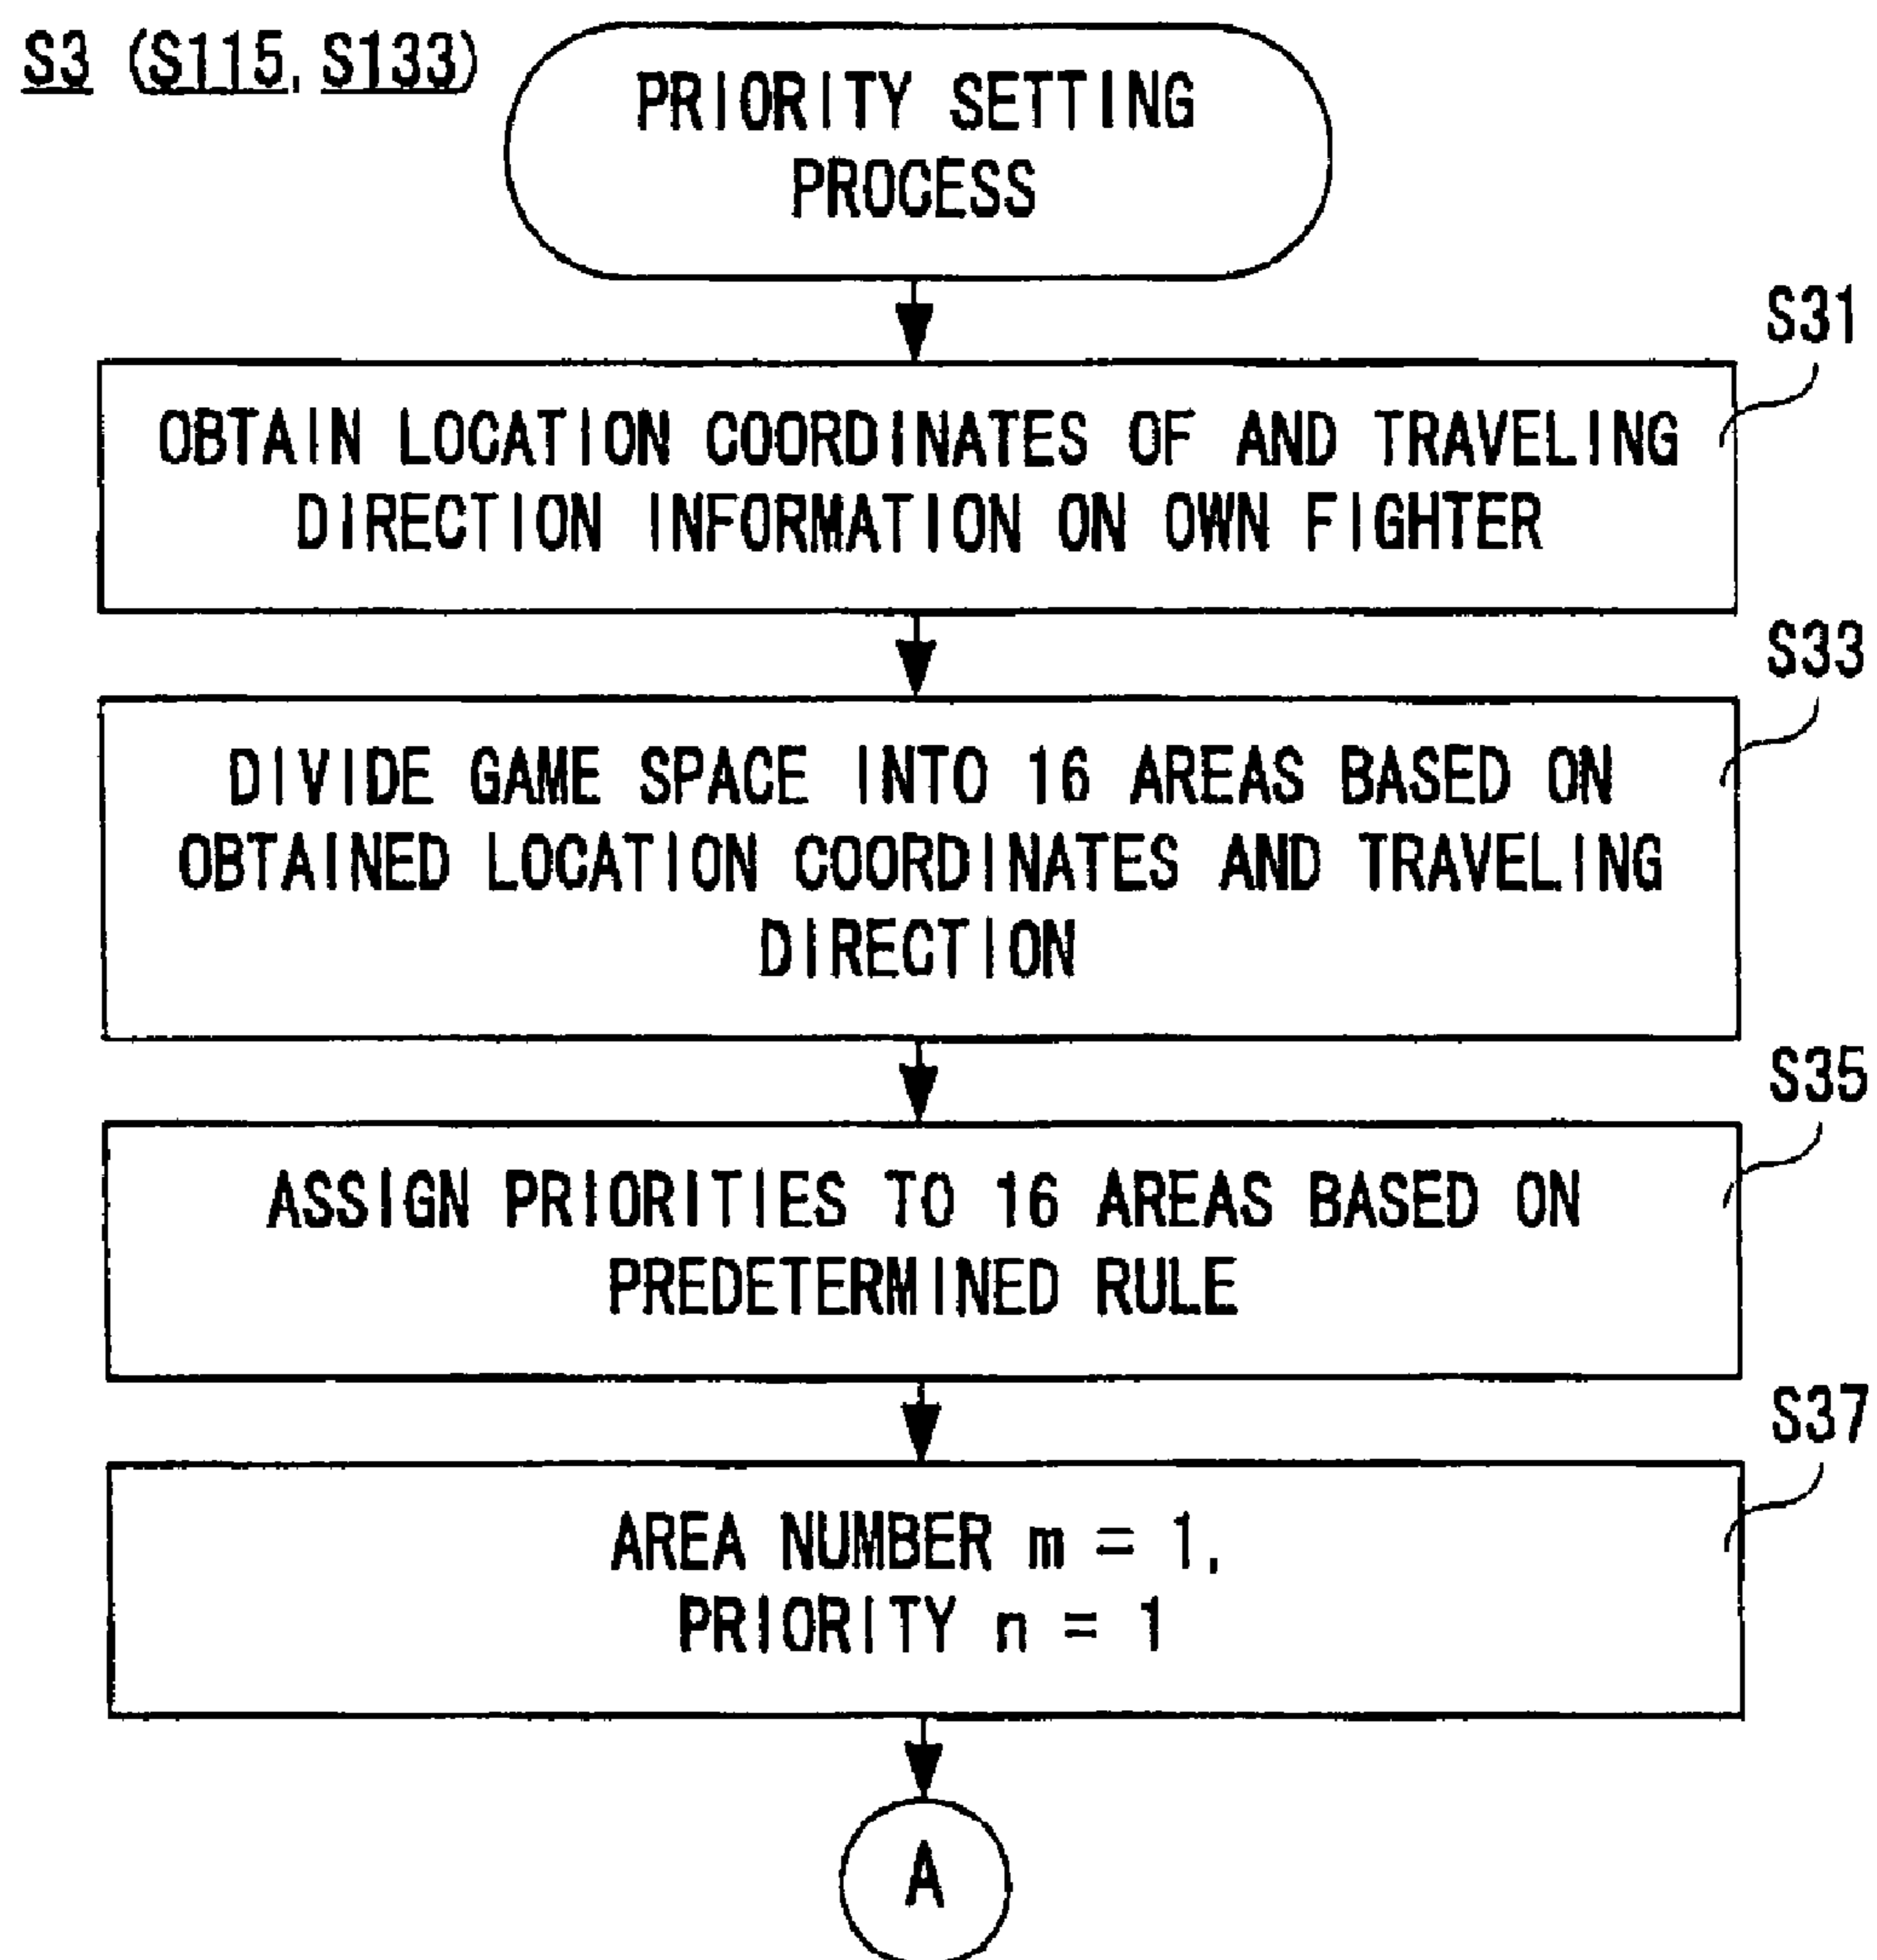 S3 (S115, S133)
PRIORITY SETTING
PROCESS
S31
OBTAIN LOCATION COORDINATES OF AND TRAVELING
DIRECTION INFORMATION ON OWN FIGHTER
S33
DIVIDE GAME SPACE INTO 16 AREAS BASED ON
OBTAINED LOCATION COORDINATES AND TRAVELING
DIRECTION
S35
ASSIGN PRIORITIES TO 16 AREAS BASED ON
PREDETERMINED RULE
S37
AREA NUMBER m = 1,
PRIORITY n = 1
A